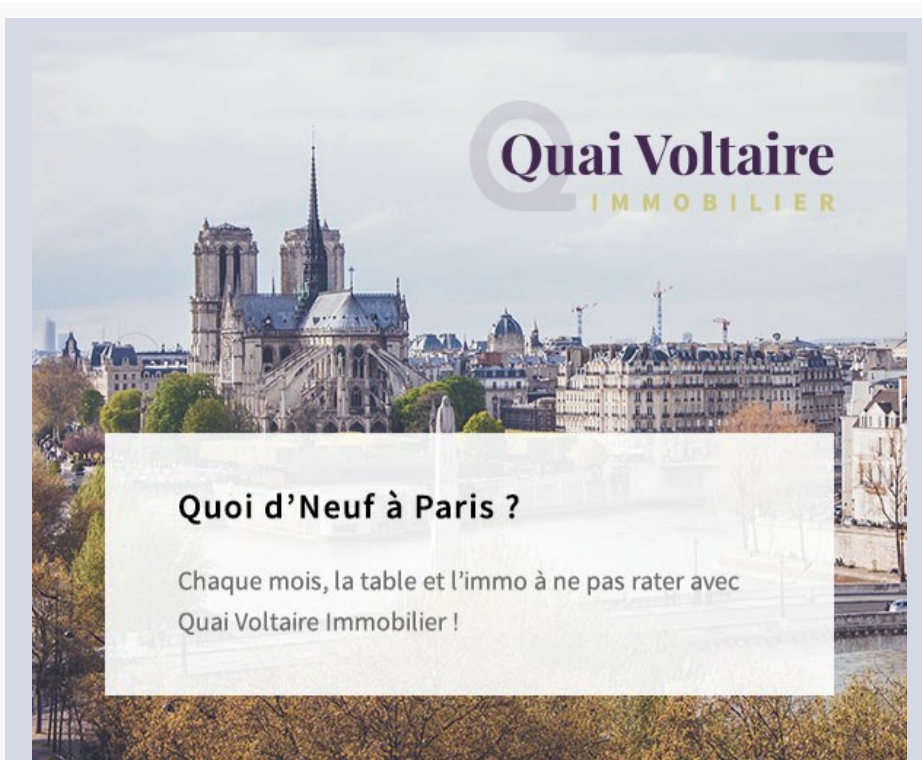 Quai Voltaire
IMMOBILIER
Quoi d’Neuf à Paris ?
Chaque mois, la table et l’immo à ne pas rater avec
Quai Voltaire Immobilier !